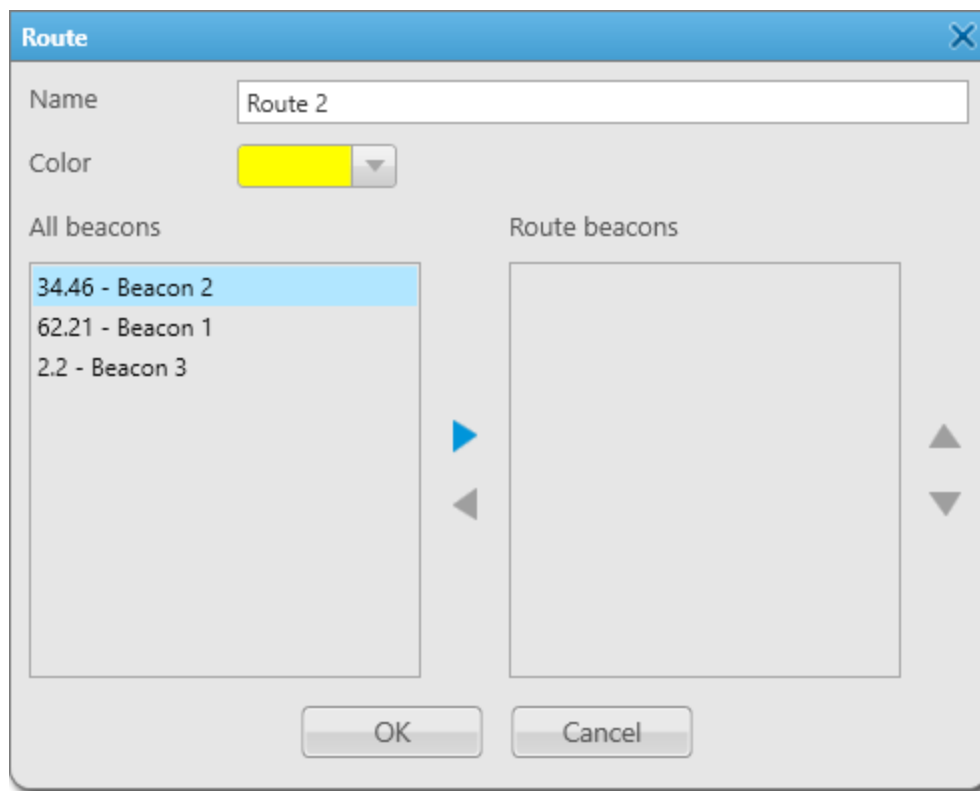 Route
Name
Route 2
Color
All beacons
Route beacons
34.46 - Beacon 2
62.21 - Beacon 1
2.2 - Beacon 3
OK
Cancel